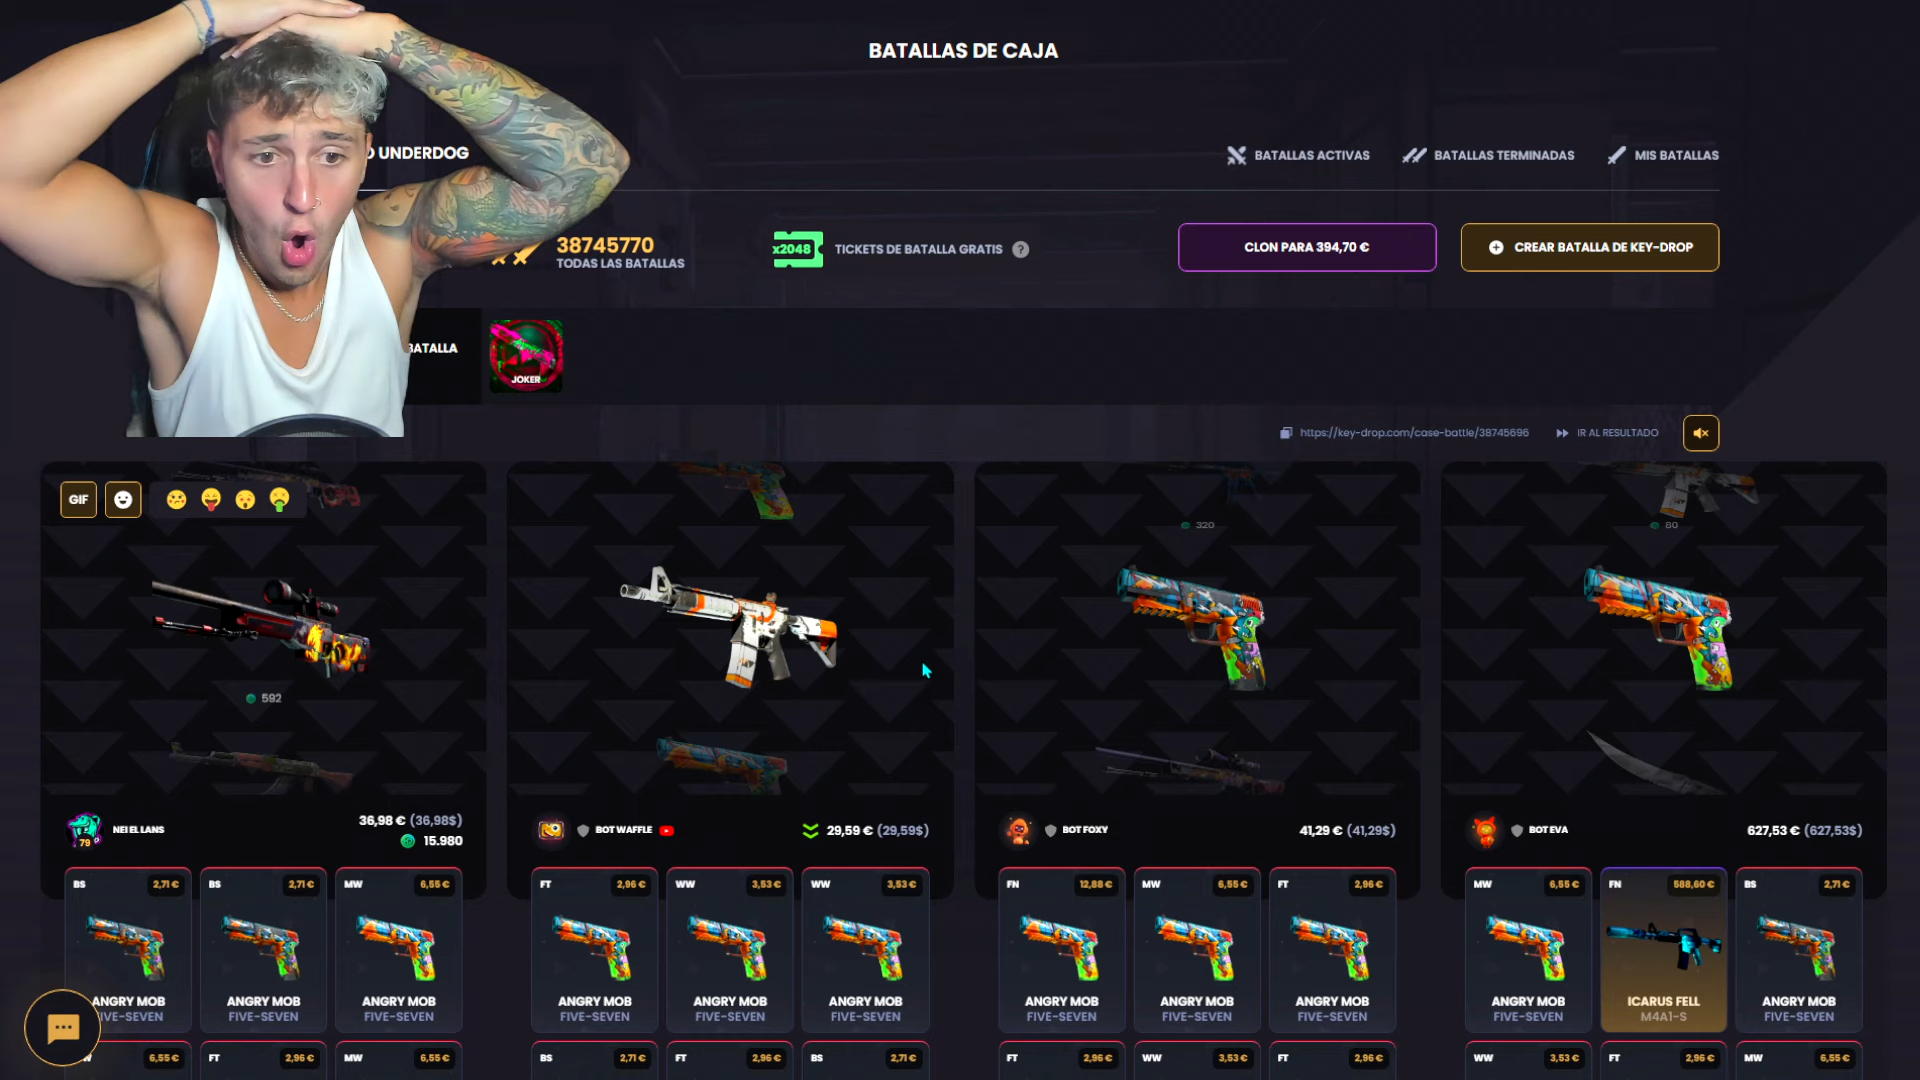 BATALLAS DE CAJA
UNDERDOG
BATALLAS ACTIVAS
BATALLAS TERMINADAS
MIS BATALLAS
38745770
TODAS LAS BATALLAS
x2048
TICKETS DE BATALLA GRATIS ?
CLON PARA 394,70 €
CREAR BATALLA DE KEY-DROP
BATALLA
JOKER
https://key-drop.com/case-battle/38745696
IR AL RESULTADO
GIF
320
80
592
NEI EL LANS
79
36,98 € (36,98$)
15.980
BOT WAFFLE
29,59 € (29,59$)
BOT FOXY
41,29 € (41,29$)
BOT EVA
627,53 € (627,53$)
BS 2,71 €
BS 2,71 €
MW 6,55 €
FT 2,96 €
WW 3,53 €
WW 3,53 €
FN 12,88 €
MW 6,55 €
FT 2,96 €
MW 6,55 €
FN 588,60 €
BS 2,71 €
ANGRY MOB
FIVE-SEVEN
ANGRY MOB
FIVE-SEVEN
ANGRY MOB
FIVE-SEVEN
ANGRY MOB
FIVE-SEVEN
ANGRY MOB
FIVE-SEVEN
ANGRY MOB
FIVE-SEVEN
ANGRY MOB
FIVE-SEVEN
ANGRY MOB
FIVE-SEVEN
ANGRY MOB
FIVE-SEVEN
ANGRY MOB
FIVE-SEVEN
ICARUS FELL
M4A1-S
ANGRY MOB
FIVE-SEVEN
6,55 €
FT 2,96 €
MW 6,55 €
BS 2,71 €
FT 2,96 €
BS 2,71 €
FT 2,96 €
WW 3,53 €
FT 2,96 €
WW 3,53 €
FT 2,96 €
MW 6,55 €